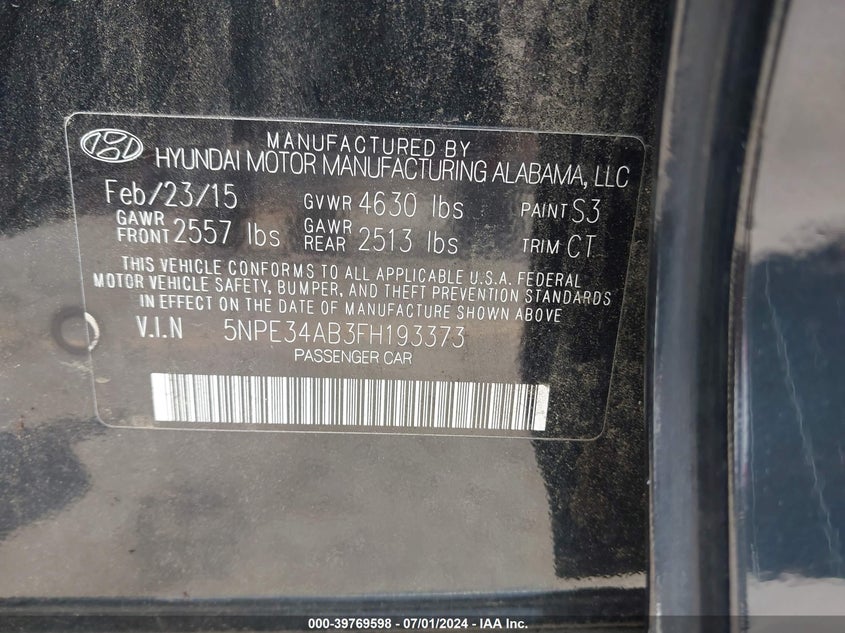 MANUFACTURED BY
HYUNDAI MOTOR MANUFACTURING ALABAMA, LLC
Feb/23/15 GVWR 4630 lbs PAINT S3
GAWR FRONT 2557 lbs GAWR REAR 2513 lbs TRIM CT
THIS VEHICLE CONFORMS TO ALL APPLICABLE U.S.A. FEDERAL
MOTOR VEHICLE SAFETY, BUMPER, AND THEFT PREVENTION STANDARDS
IN EFFECT ON THE DATE OF MANUFACTURE SHOWN ABOVE
V.I.N 5NPE34AB3FH193373
PASSENGER CAR
000-39769598 - 07/01/2024 - IAA Inc.